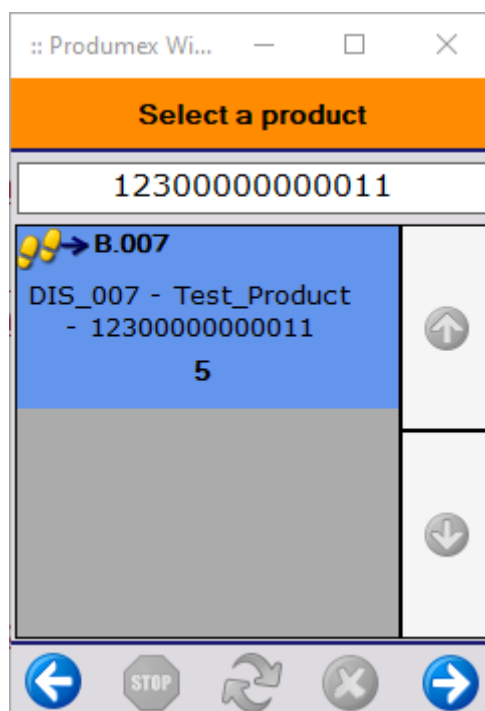 :: Produmex Wi...
Select a product
12300000000011
B.007
DIS_007 - Test_Product
- 12300000000011
5
STOP